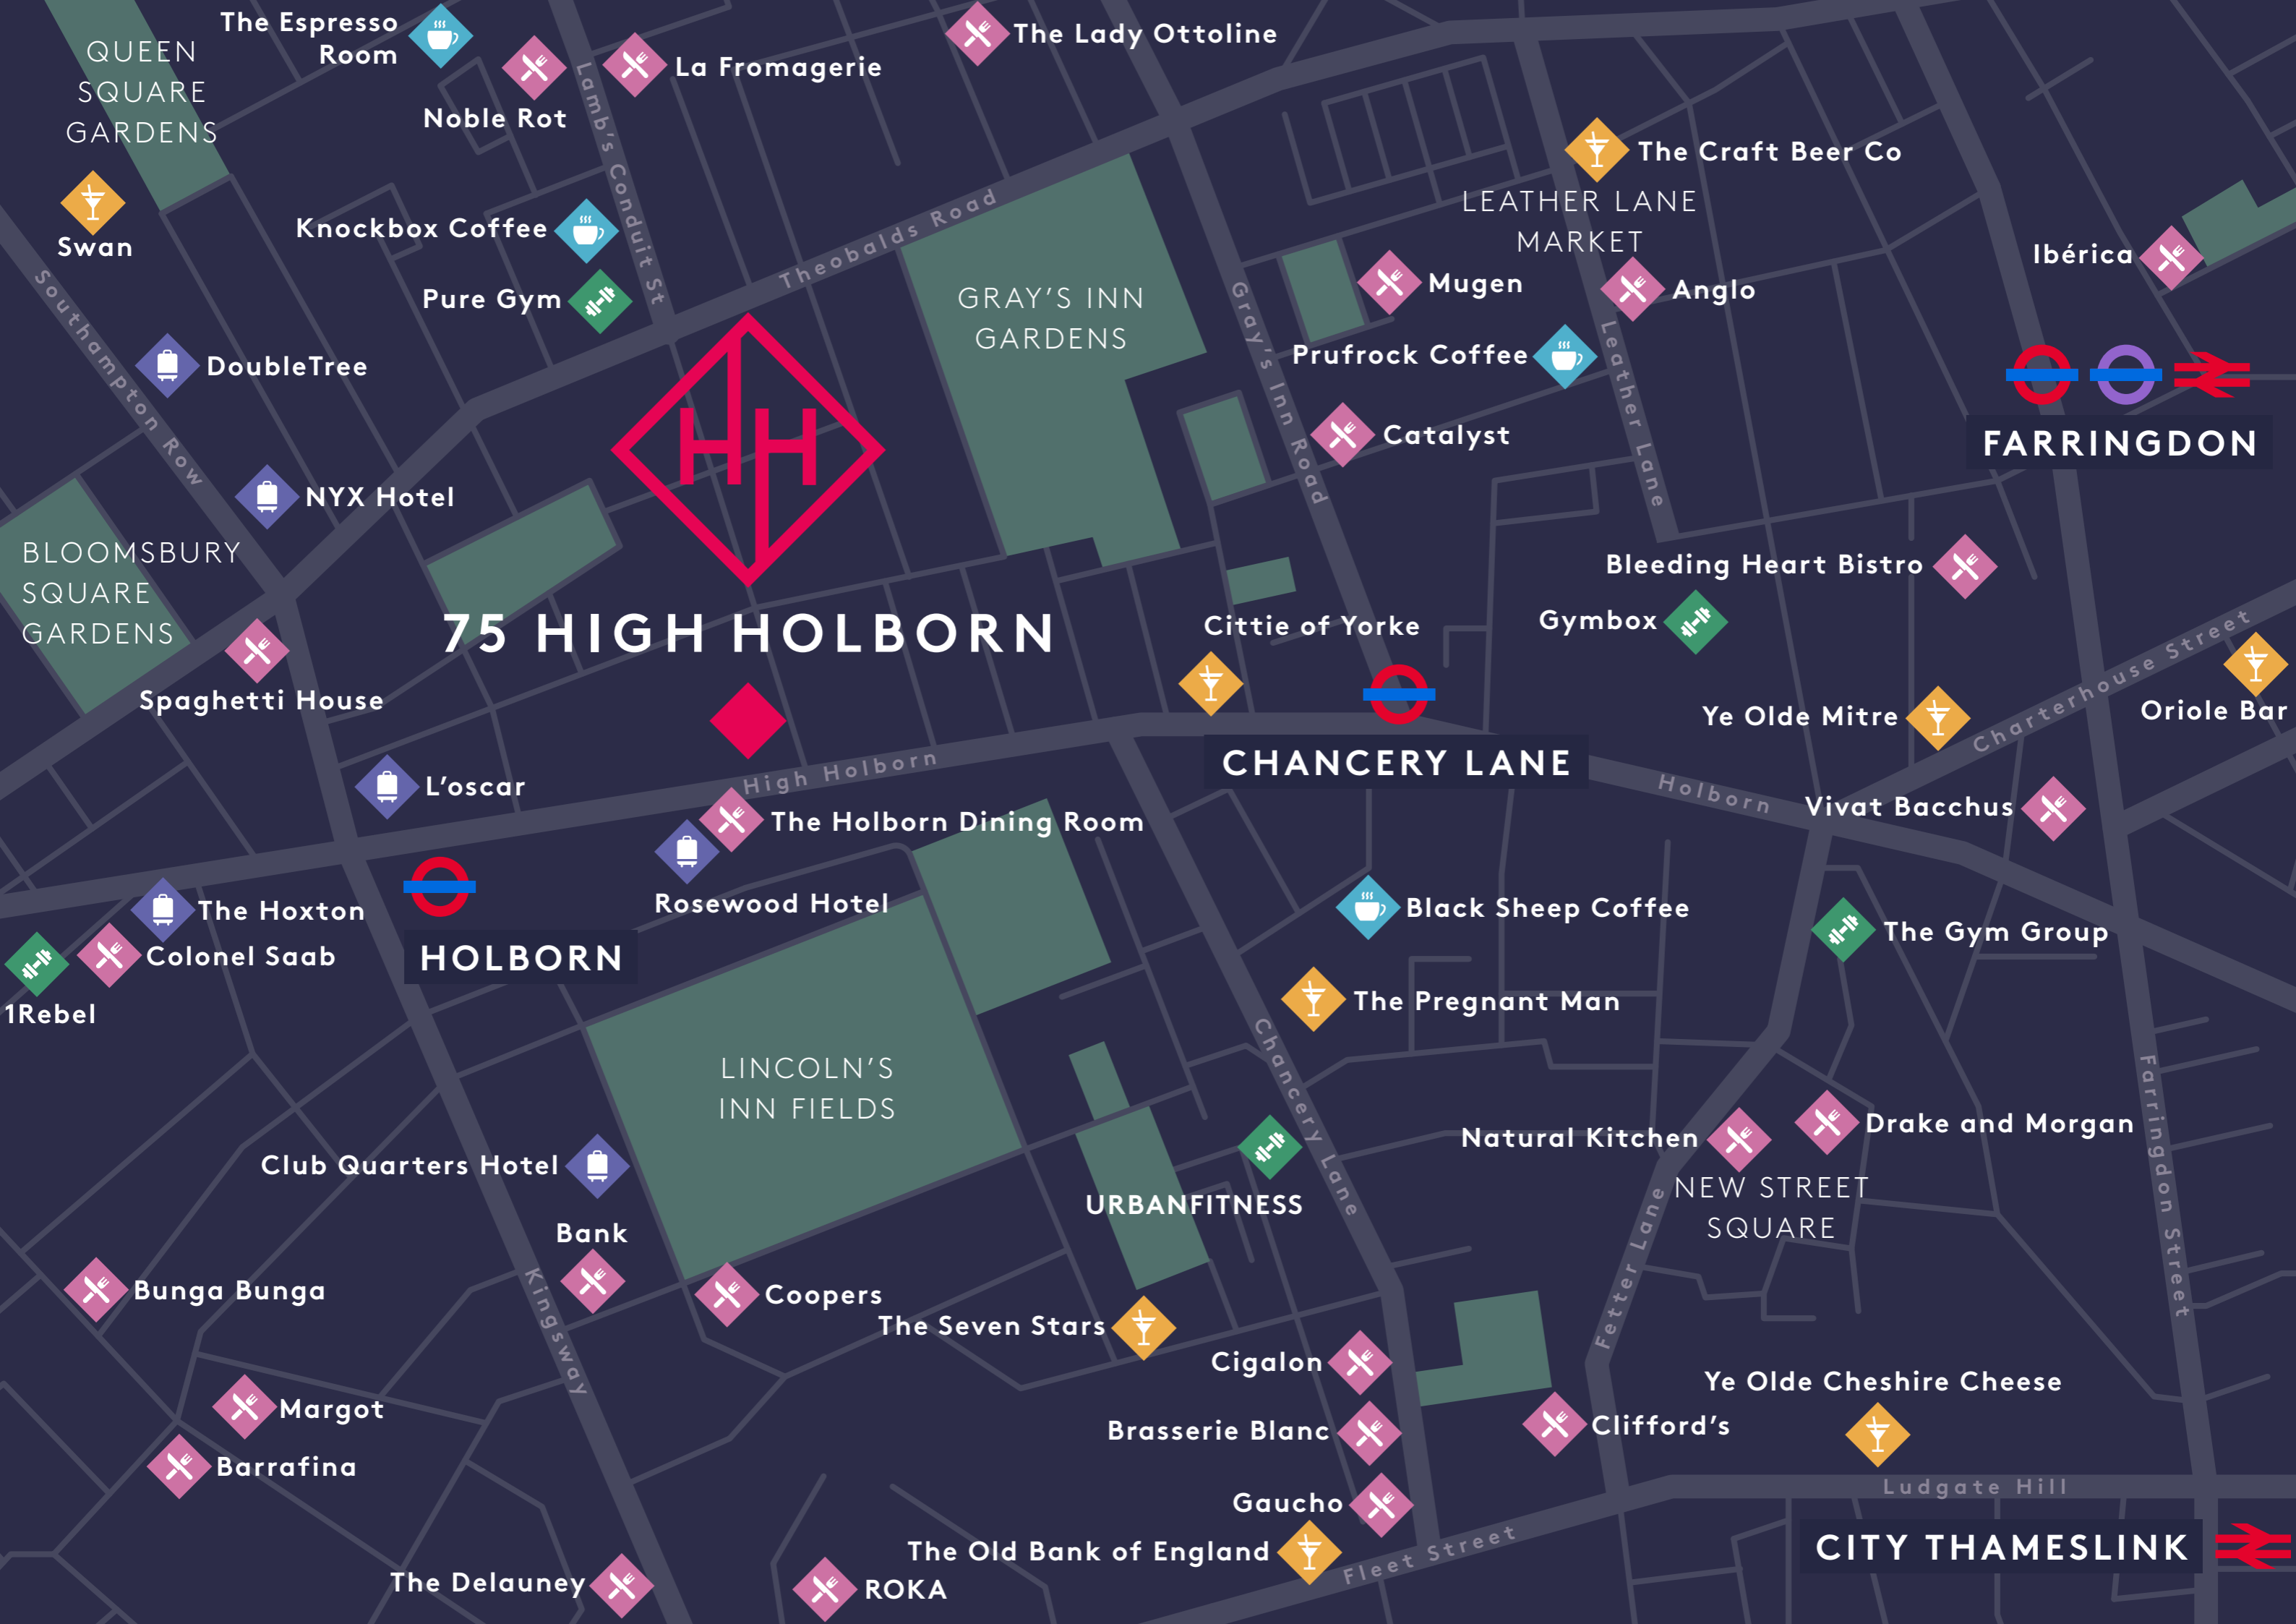 The Espresso
Room
QUEEN
SQUARE
GARDENS
Noble Rot
La Fromagerie
The Lady Ottoline
Lamb's Conduit St
The Craft Beer Co
LEATHER LANE
MARKET
Swan
Knockbox Coffee
Pure Gym
Theobalds Road
GRAY'S INN
GARDENS
Gray's Inn Road
Mugen
Anglo
Ibérica
Southampton Row
DoubleTree
Prufrock Coffee
Leather Lane
Catalyst
FARRINGDON
NYX Hotel
HH
BLOOMSBURY
SQUARE
GARDENS
Spaghetti House
75 HIGH HOLBORN
Cittie of Yorke
Bleeding Heart Bistro
Gymbox
Charterhouse Street
Ye Olde Mitre
Oriole Bar
CHANCERY LANE
L'oscar
High Holborn
Holborn
Vivat Bacchus
The Holborn Dining Room
Rosewood Hotel
The Hoxton
Colonel Saab
1Rebel
HOLBORN
Black Sheep Coffee
The Gym Group
The Pregnant Man
LINCOLN'S
INN FIELDS
Chancery Lane
Farringdon Street
Club Quarters Hotel
Natural Kitchen
Drake and Morgan
URBANFITNESS
NEW STREET
SQUARE
Fetter Lane
Bank
Bunga Bunga
Kingsway
Coopers
The Seven Stars
Cigalon
Ye Olde Cheshire Cheese
Margot
Brasserie Blanc
Clifford's
Barrafina
Gaucho
Ludgate Hill
The Old Bank of England
Fleet Street
CITY THAMESLINK
The Delauney
ROKA